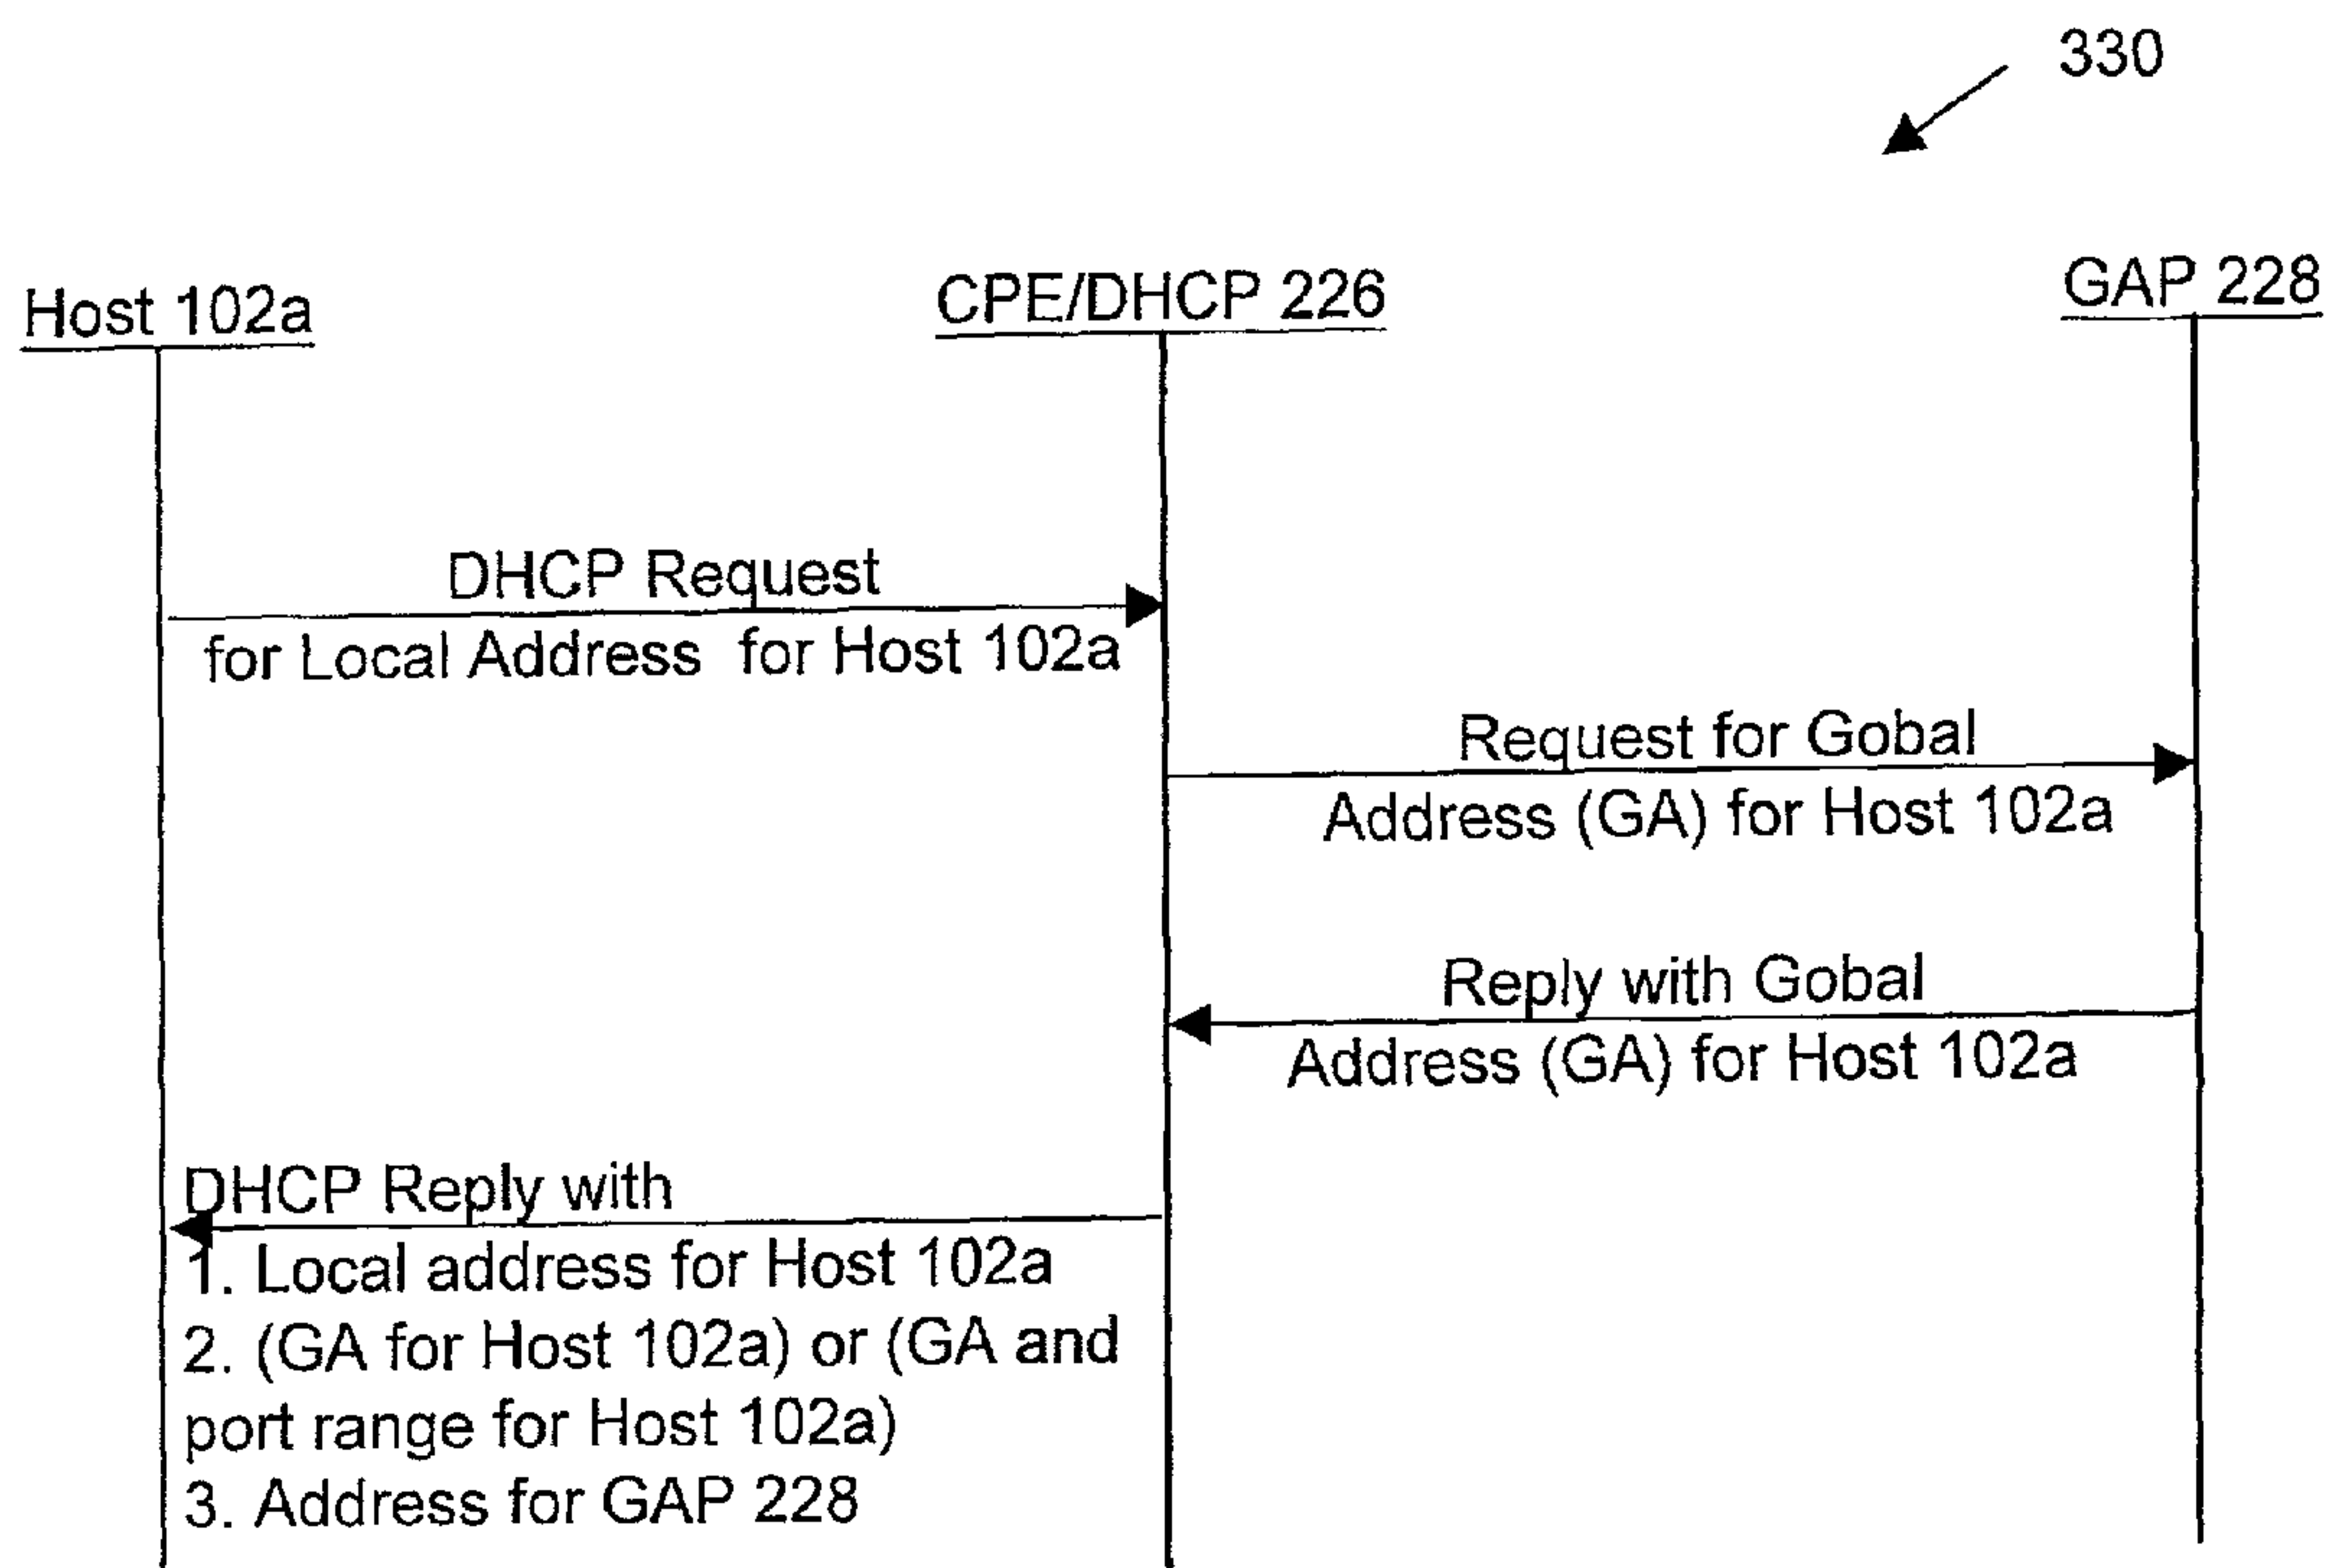 330
Host 102a
CPE/DHCP 226
GAP 228
DHCP Request
for Local Address for Host 102a
Request for Gobal
Address (GA) for Host 102a
Reply with Gobal
Address (GA) for Host 102a
DHCP Reply with
1. Local address for Host 102a
2. (GA for Host 102a) or (GA and
port range for Host 102a)
3. Address for GAP 228